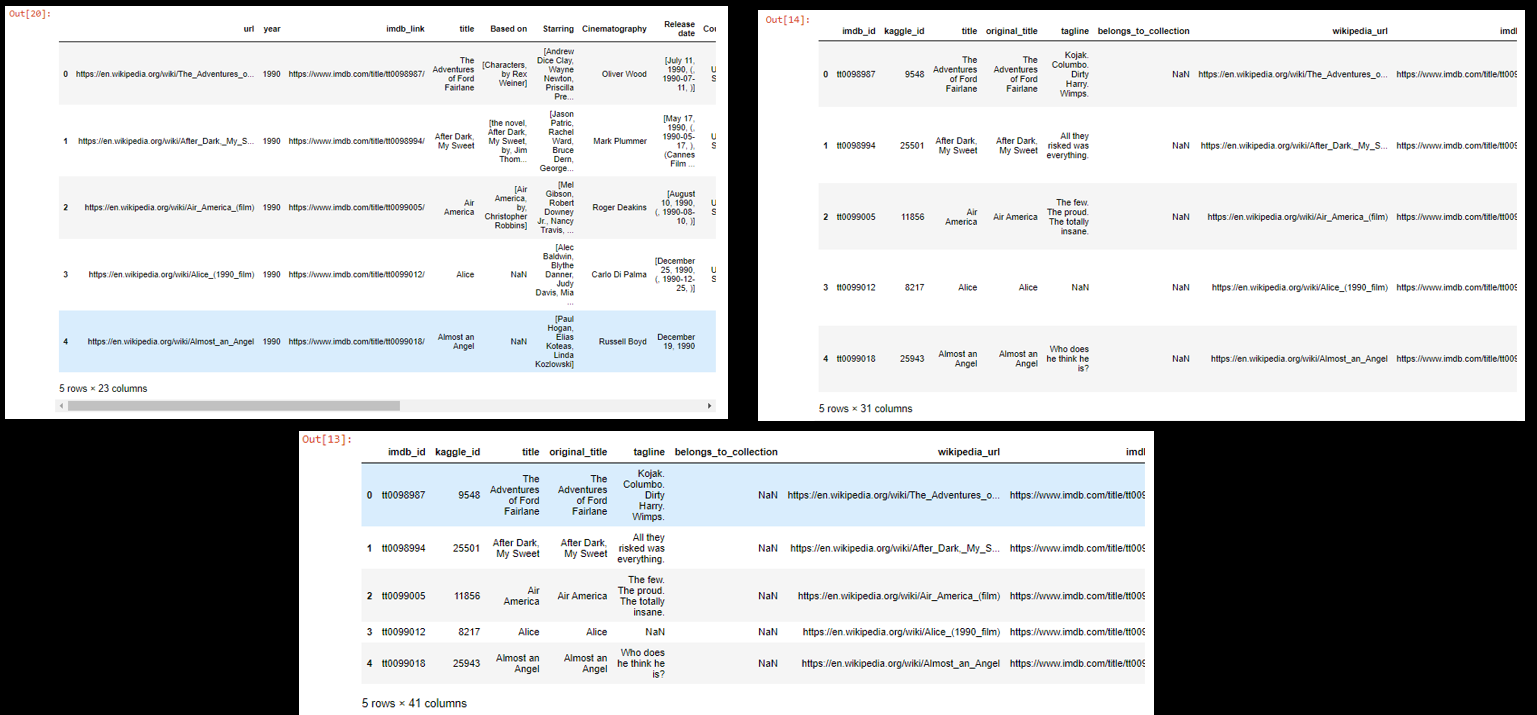 Out[20]:
url year imdb_link title Based on Starring Cinematography Release date Cou
0 https://en.wikipedia.org/wiki/The_Adventures_o... 1990 https://www.imdb.com/title/tt0098987/ The Adventures of Ford Fairlane [Characters, by Rex Weiner] [Andrew Dice Clay, Wayne Newton, Priscilla Pre... Oliver Wood [July 11, 1990, (, 1990-07-11, )] U S
1 https://en.wikipedia.org/wiki/After_Dark,_My_S... 1990 https://www.imdb.com/title/tt0098994/ After Dark, My Sweet [the novel, After Dark, My Sweet, by, Jim Thom... [Jason Patric, Rachel Ward, Bruce Dern, George... Mark Plummer [May 17, 1990, (, 1990-05-17, ), (Cannes Film ... U S
2 https://en.wikipedia.org/wiki/Air_America_(film) 1990 https://www.imdb.com/title/tt0099005/ Air America [Air America, by, Christopher Robbins] [Mel Gibson, Robert Downey Jr., Nancy Travis, ... Roger Deakins [August 10, 1990, (, 1990-08-10, )] U S
3 https://en.wikipedia.org/wiki/Alice_(1990_film) 1990 https://www.imdb.com/title/tt0099012/ Alice NaN [Alec Baldwin, Blythe Danner, Judy Davis, Mia ... Carlo Di Palma [December 25, 1990, (, 1990-12-25, )] U S
4 https://en.wikipedia.org/wiki/Almost_an_Angel 1990 https://www.imdb.com/title/tt0099018/ Almost an Angel NaN [Paul Hogan, Elias Koteas, Linda Kozlowski] Russell Boyd December 19, 1990
5 rows × 23 columns
Out[14]:
imdb_id kaggle_id title original_title tagline belongs_to_collection wikipedia_url imd
0 tt0098987 9548 The Adventures of Ford Fairlane The Adventures of Ford Fairlane Kojak. Columbo. Dirty Harry. Wimps. NaN https://en.wikipedia.org/wiki/The_Adventures_o... https://www.imdb.com/title/tt009
1 tt0098994 25501 After Dark, My Sweet After Dark, My Sweet All they risked was everything. NaN https://en.wikipedia.org/wiki/After_Dark,_My_S... https://www.imdb.com/title/tt009
2 tt0099005 11856 Air America Air America The few. The proud. The totally insane. NaN https://en.wikipedia.org/wiki/Air_America_(film) https://www.imdb.com/title/tt009
3 tt0099012 8217 Alice Alice NaN NaN https://en.wikipedia.org/wiki/Alice_(1990_film) https://www.imdb.com/title/tt009
4 tt0099018 25943 Almost an Angel Almost an Angel Who does he think he is? NaN https://en.wikipedia.org/wiki/Almost_an_Angel https://www.imdb.com/title/tt009
5 rows × 31 columns
Out[13]:
imdb_id kaggle_id title original_title tagline belongs_to_collection wikipedia_url imdl
0 tt0098987 9548 The Adventures of Ford Fairlane The Adventures of Ford Fairlane Kojak. Columbo. Dirty Harry. Wimps. NaN https://en.wikipedia.org/wiki/The_Adventures_o... https://www.imdb.com/title/tt009
1 tt0098994 25501 After Dark, My Sweet After Dark, My Sweet All they risked was everything. NaN https://en.wikipedia.org/wiki/After_Dark,_My_S... https://www.imdb.com/title/tt009
2 tt0099005 11856 Air America Air America The few. The proud. The totally insane. NaN https://en.wikipedia.org/wiki/Air_America_(film) https://www.imdb.com/title/tt009
3 tt0099012 8217 Alice Alice NaN NaN https://en.wikipedia.org/wiki/Alice_(1990_film) https://www.imdb.com/title/tt009
4 tt0099018 25943 Almost an Angel Almost an Angel Who does he think he is? NaN https://en.wikipedia.org/wiki/Almost_an_Angel https://www.imdb.com/title/tt009
5 rows × 41 columns